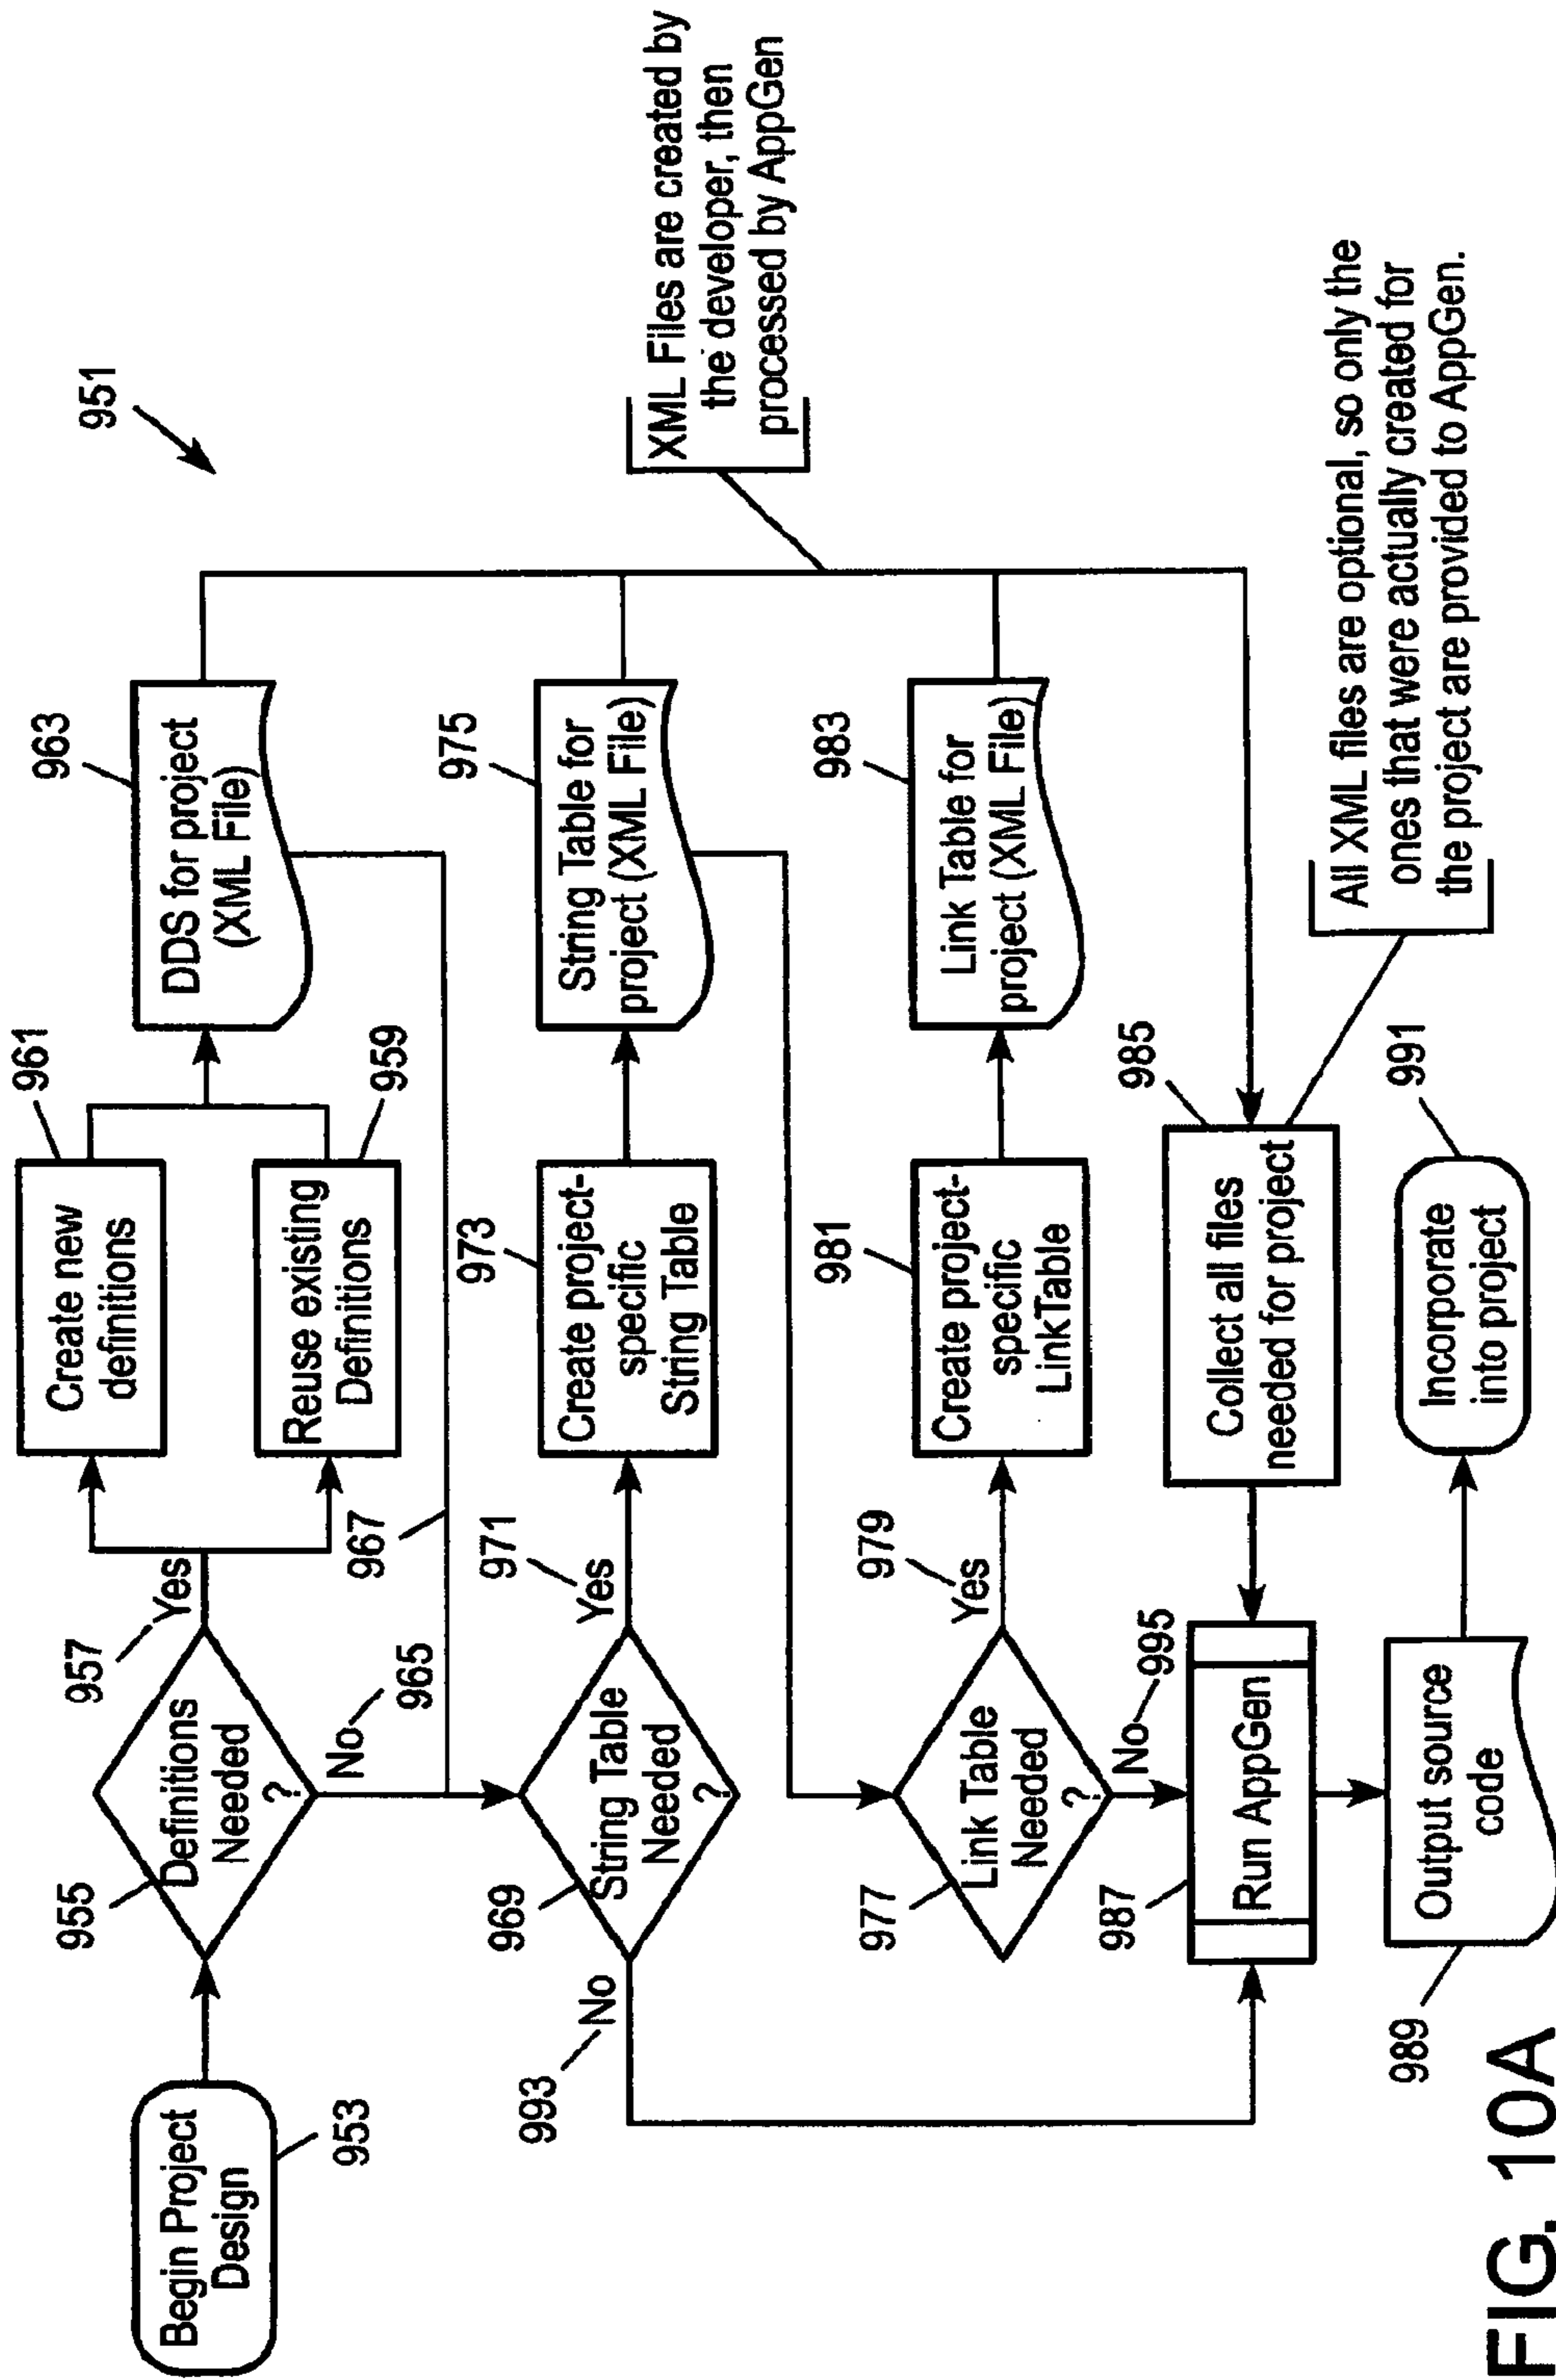 951
Begin Project
Design
953
955
Definitions
Needed
?
957
Yes
No
965
961
Create new
definitions
Reuse existing
Definitions
959
963
DDS for project
(XML File)
967
969
String Table
Needed
?
971
Yes
993
No
973
Create project-
specific
String Table
975
String Table for
project (XML File)
XML Files are created by
the developer, then
processed by AppGen
977
Link Table
Needed
?
979
Yes
No
995
981
Create project-
specific
LinkTable
983
Link Table for
project (XML File)
987
Run AppGen
985
Collect all files
needed for project
All XML files are optional, so only the
ones that were actually created for
the project are provided to AppGen.
989
Output source
code
991
Incorporate
into project
FIG. 10A